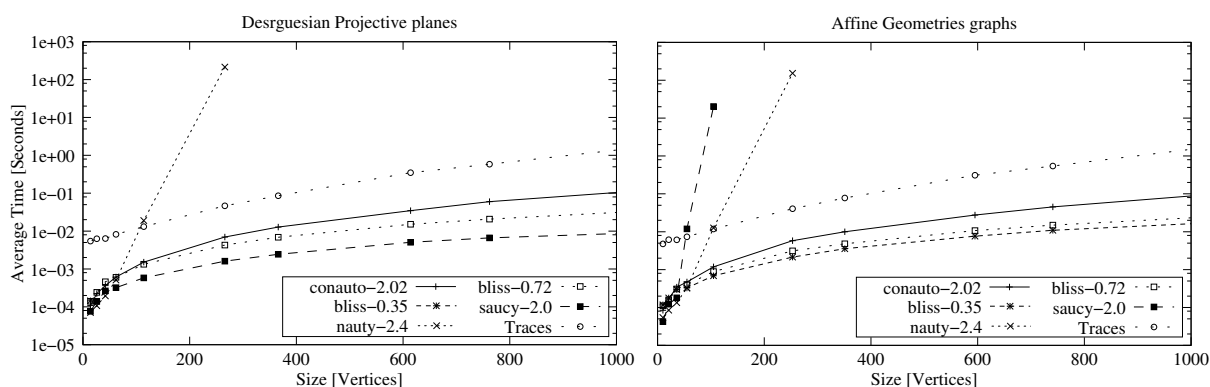 Desrguesian Projective planes
Average Time [Seconds]
1e+03
1e+02
1e+01
1e+00
1e−01
1e−02
1e−03
1e−04
1e−05
0
200
400
600
800
1000
Size [Vertices]
conauto−2.02
bliss−0.35
nauty−2.4
bliss−0.72
saucy−2.0
Traces
Affine Geometries graphs
0
200
400
600
800
1000
Size [Vertices]
conauto−2.02
bliss−0.35
nauty−2.4
bliss−0.72
saucy−2.0
Traces